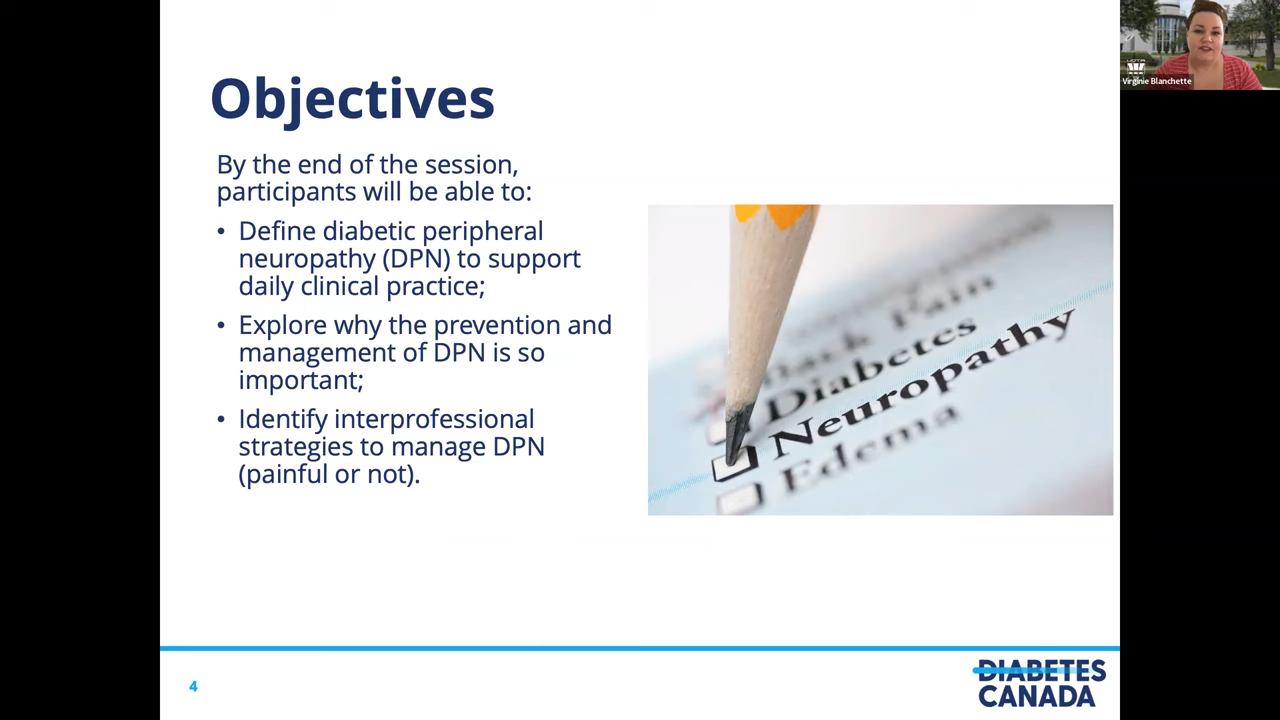 Objectives
By the end of the session,
participants will be able to:
• Define diabetic peripheral
neuropathy (DPN) to support
daily clinical practice;
• Explore why the prevention and
management of DPN is so
important;
• Identify interprofessional
strategies to manage DPN
(painful or not).
Back Pain
Diabetes
Neuropathy
Edema
4
DIABETES
CANADA
Virginie Blanchette